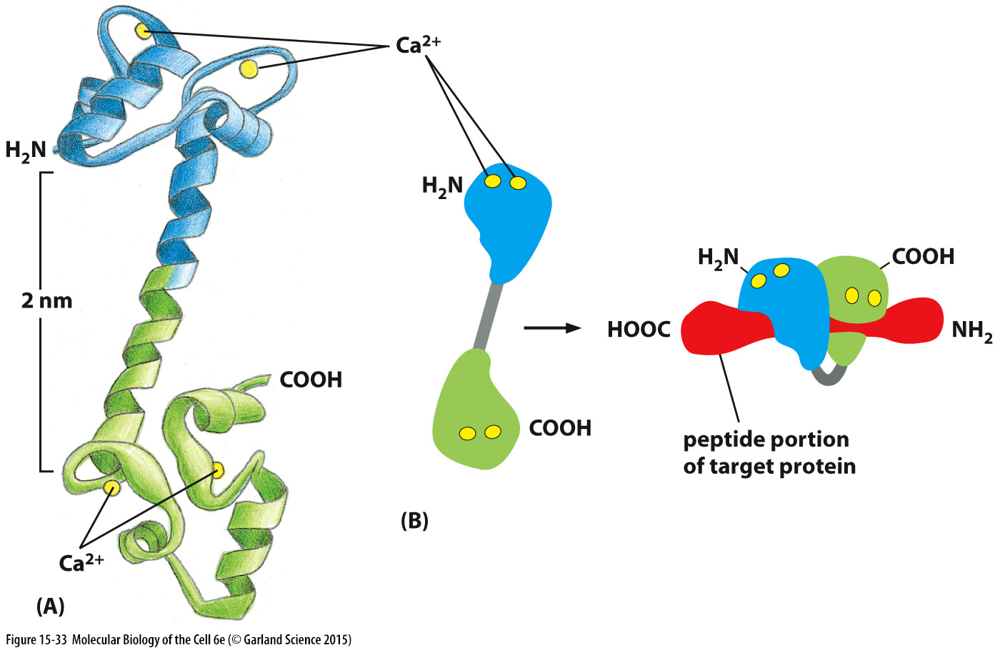 Ca2+
H2N
2 nm
COOH
Ca2+
(A)
H2N
COOH
(B)
H2N
COOH
HOOC
NH2
peptide portion
of target protein
Figure 15-33 Molecular Biology of the Cell 6e (© Garland Science 2015)